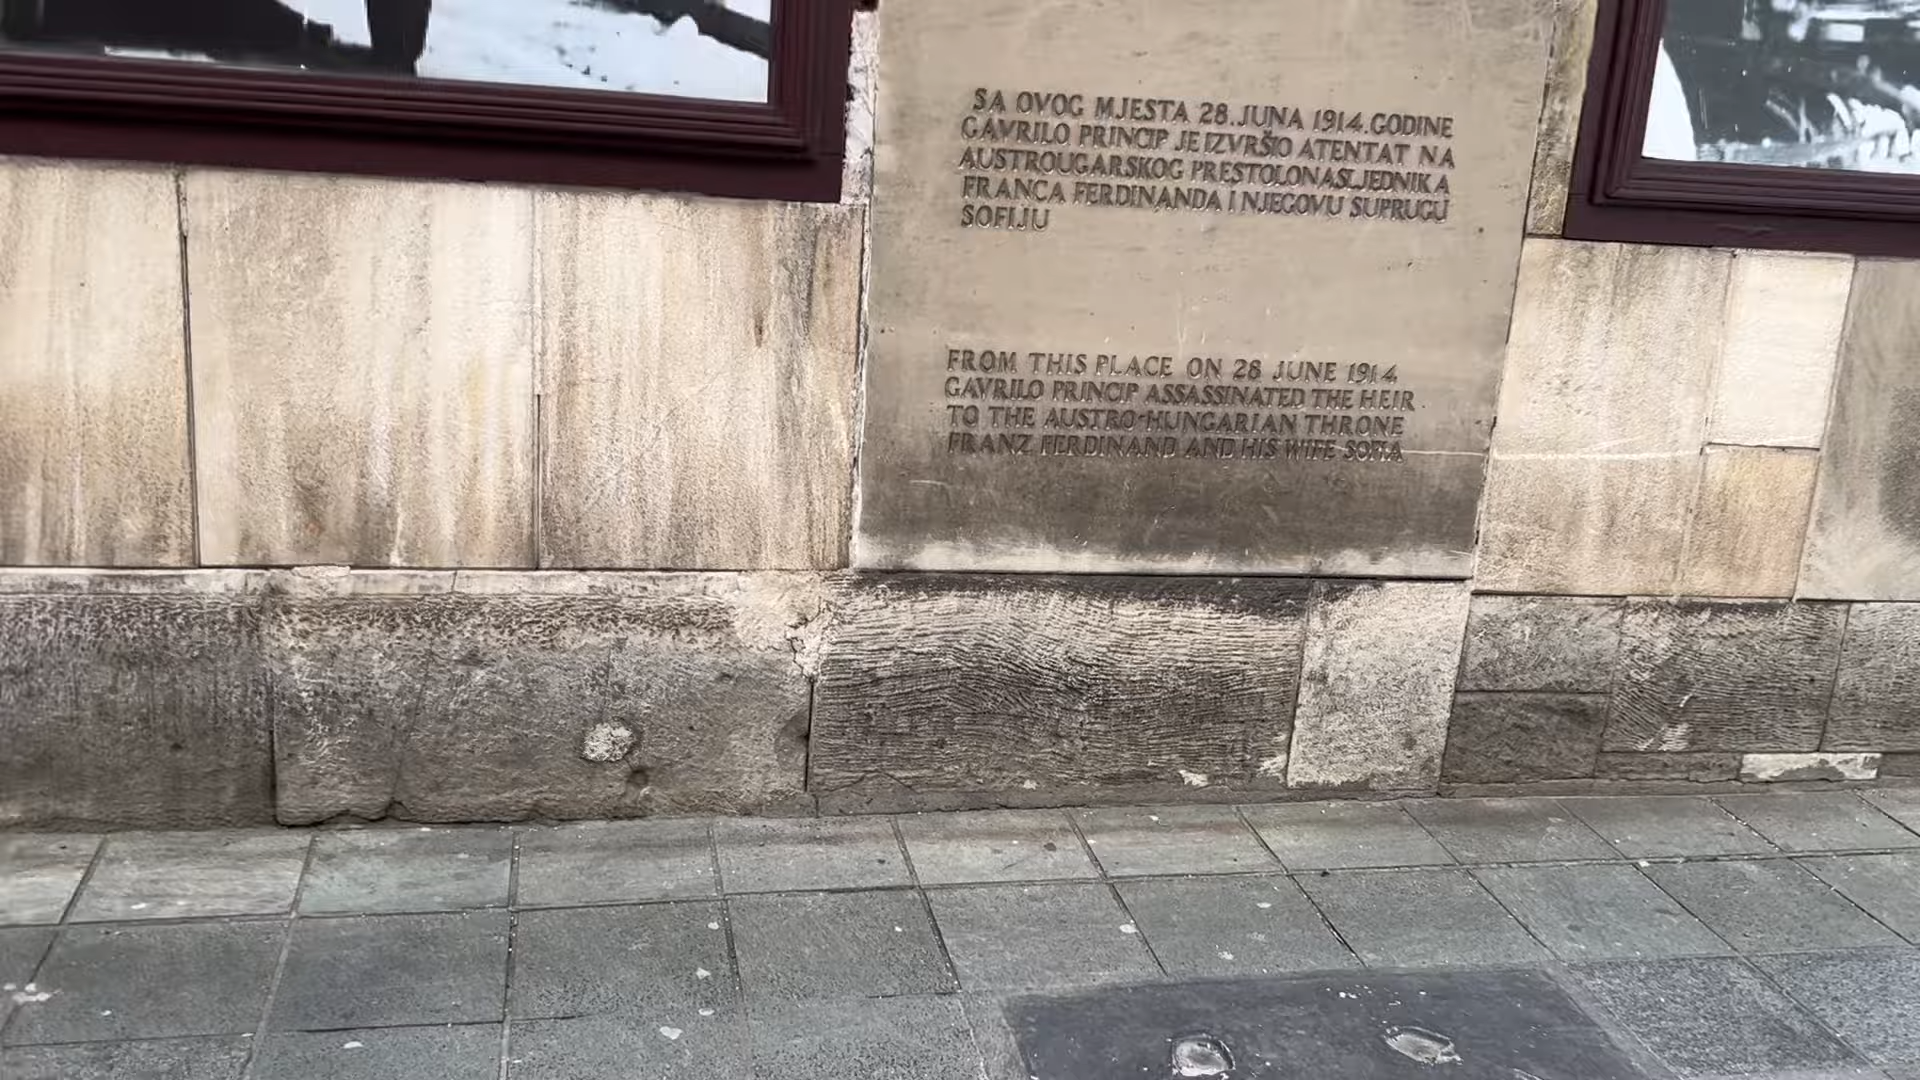 SA OVOG MJESTA 28. JUNA 1914. GODINE
GAVRILO PRINCIP JE IZVRŠIO ATENTAT NA
AUSTROUGARSKOG PRESTOLONASLJEDNIKA
FRANCA FERDINANDA I NJEGOVU SUPRUGU
SOFIJU
FROM THIS PLACE ON 28 JUNE 1914
GAVRILO PRINCIP ASSASSINATED THE HEIR
TO THE AUSTRO-HUNGARIAN THRONE
FRANZ FERDINAND AND HIS WIFE SOFIA